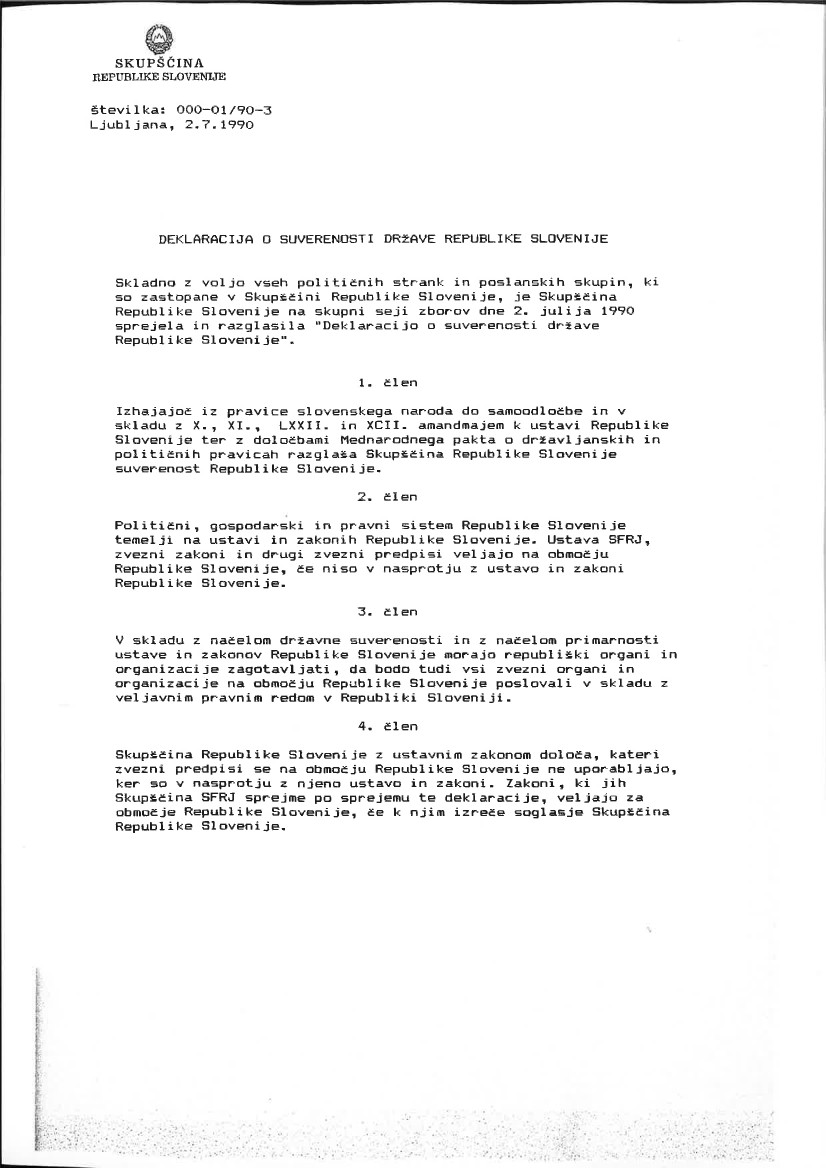 SKUPŠČINA
REPUBLIKE SLOVENIJE
številka: 000-01/90-3
Ljubljana, 2.7.1990
DEKLARACIJA O SUVERENOSTI DRŽAVE REPUBLIKE SLOVENIJE
Skladno z voljo vseh političnih strank in poslanskih skupin, ki
so zastopane v Skupščini Republike Slovenije, je Skupščina
Republike Slovenije na skupni seji zborov dne 2. julija 1990
sprejela in razglasila "Deklaracijo o suverenosti države
Republike Slovenije".
1. člen
Izhajajoč iz pravice slovenskega naroda do samoodločbe in v
skladu z X., XI., LXXII. in XCII. amandmajem k ustavi Republike
Slovenije ter z določbami Mednarodnega pakta o državljanskih in
političnih pravicah razglaša Skupščina Republike Slovenije
suverenost Republike Slovenije.
2. člen
Politični, gospodarski in pravni sistem Republike Slovenije
temelji na ustavi in zakonih Republike Slovenije. Ustava SFRJ,
zvezni zakoni in drugi zvezni predpisi veljajo na območju
Republike Slovenije, če niso v nasprotju z ustavo in zakoni
Republike Slovenije.
3. člen
V skladu z načelom državne suverenosti in z načelom primarnosti
ustave in zakonov Republike Slovenije morajo republiški organi in
organizacije zagotavljati, da bodo tudi vsi zvezni organi in
organizacije na območju Republike Slovenije poslovali v skladu z
veljavnim pravnim redom v Republiki Sloveniji.
4. člen
Skupščina Republike Slovenije z ustavnim zakonom določa, kateri
zvezni predpisi se na območju Republike Slovenije ne uporabljajo,
ker so v nasprotju z njeno ustavo in zakoni. Zakoni, ki jih
Skupščina SFRJ sprejme po sprejemu te deklaracije, veljajo za
območje Republike Slovenije, če k njim izreče soglasje Skupščina
Republike Slovenije.